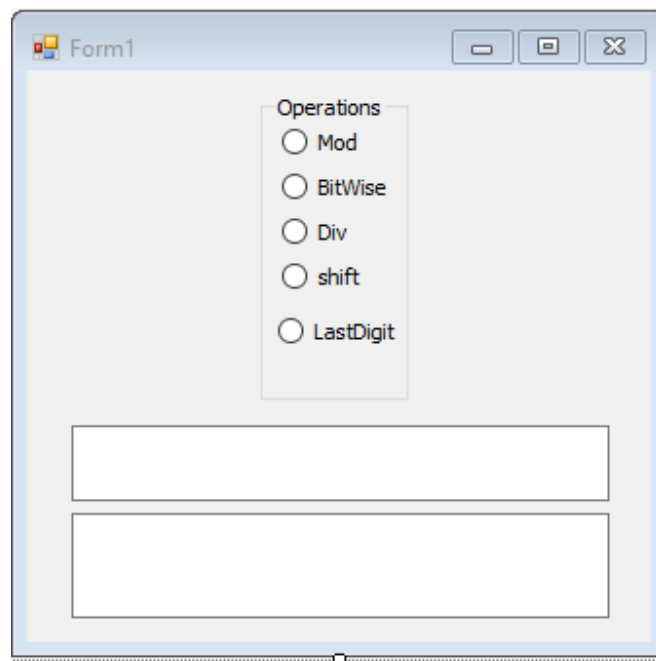 Form1
Operations
Mod
BitWise
Div
shift
LastDigit